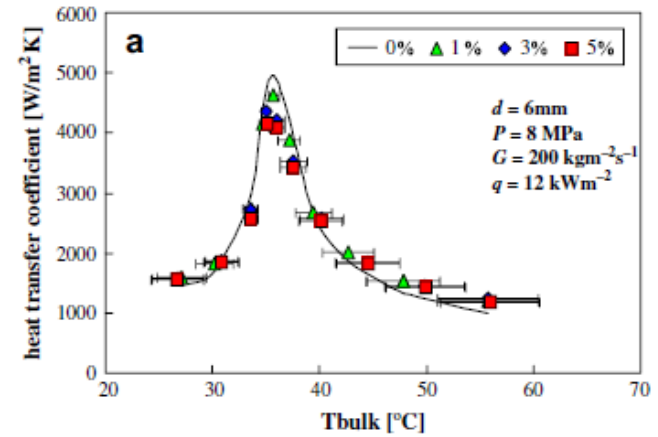 a
0% 1% 3% 5%
d = 6mm
P = 8 MPa
G = 200 kgm⁻²s⁻¹
q = 12 kWm⁻²
heat transfer coefficient [W/m² K]
6000
5000
4000
3000
2000
1000
0
20 30 40 50 60 70
Tbulk [°C]